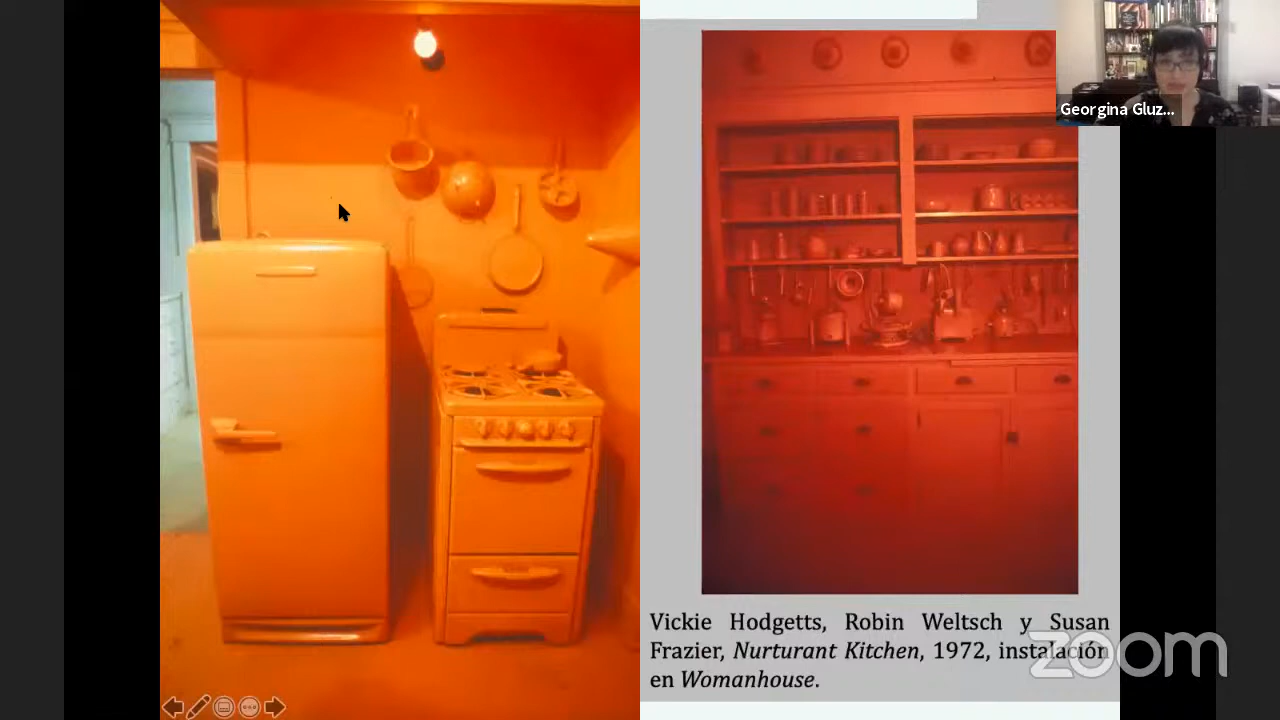 Georgina Gluz...
Vickie Hodgetts, Robin Weltsch y Susan
Frazier, Nurturant Kitchen, 1972, instalación
en Womanhouse.
zoom